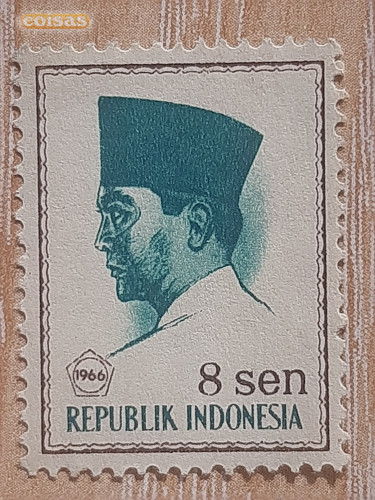 coisas
1966
8 sen
REPUBLIK INDONESIA